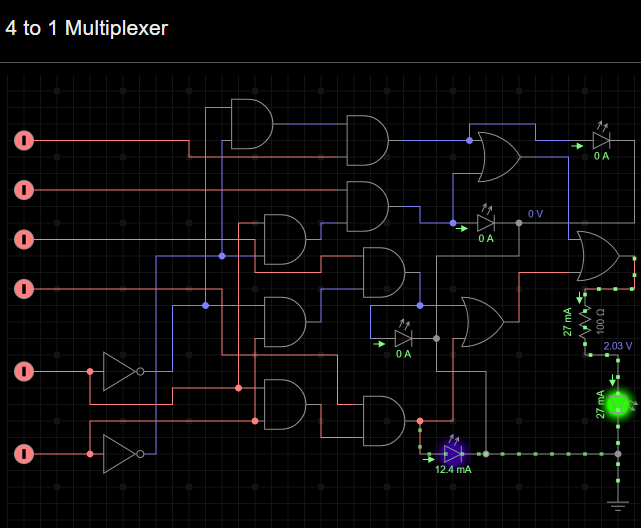 4 to 1 Multiplexer
0 A
0 V
0 A
27 mA
100 Ω
2.03 V
0 A
27 mA
12.4 mA